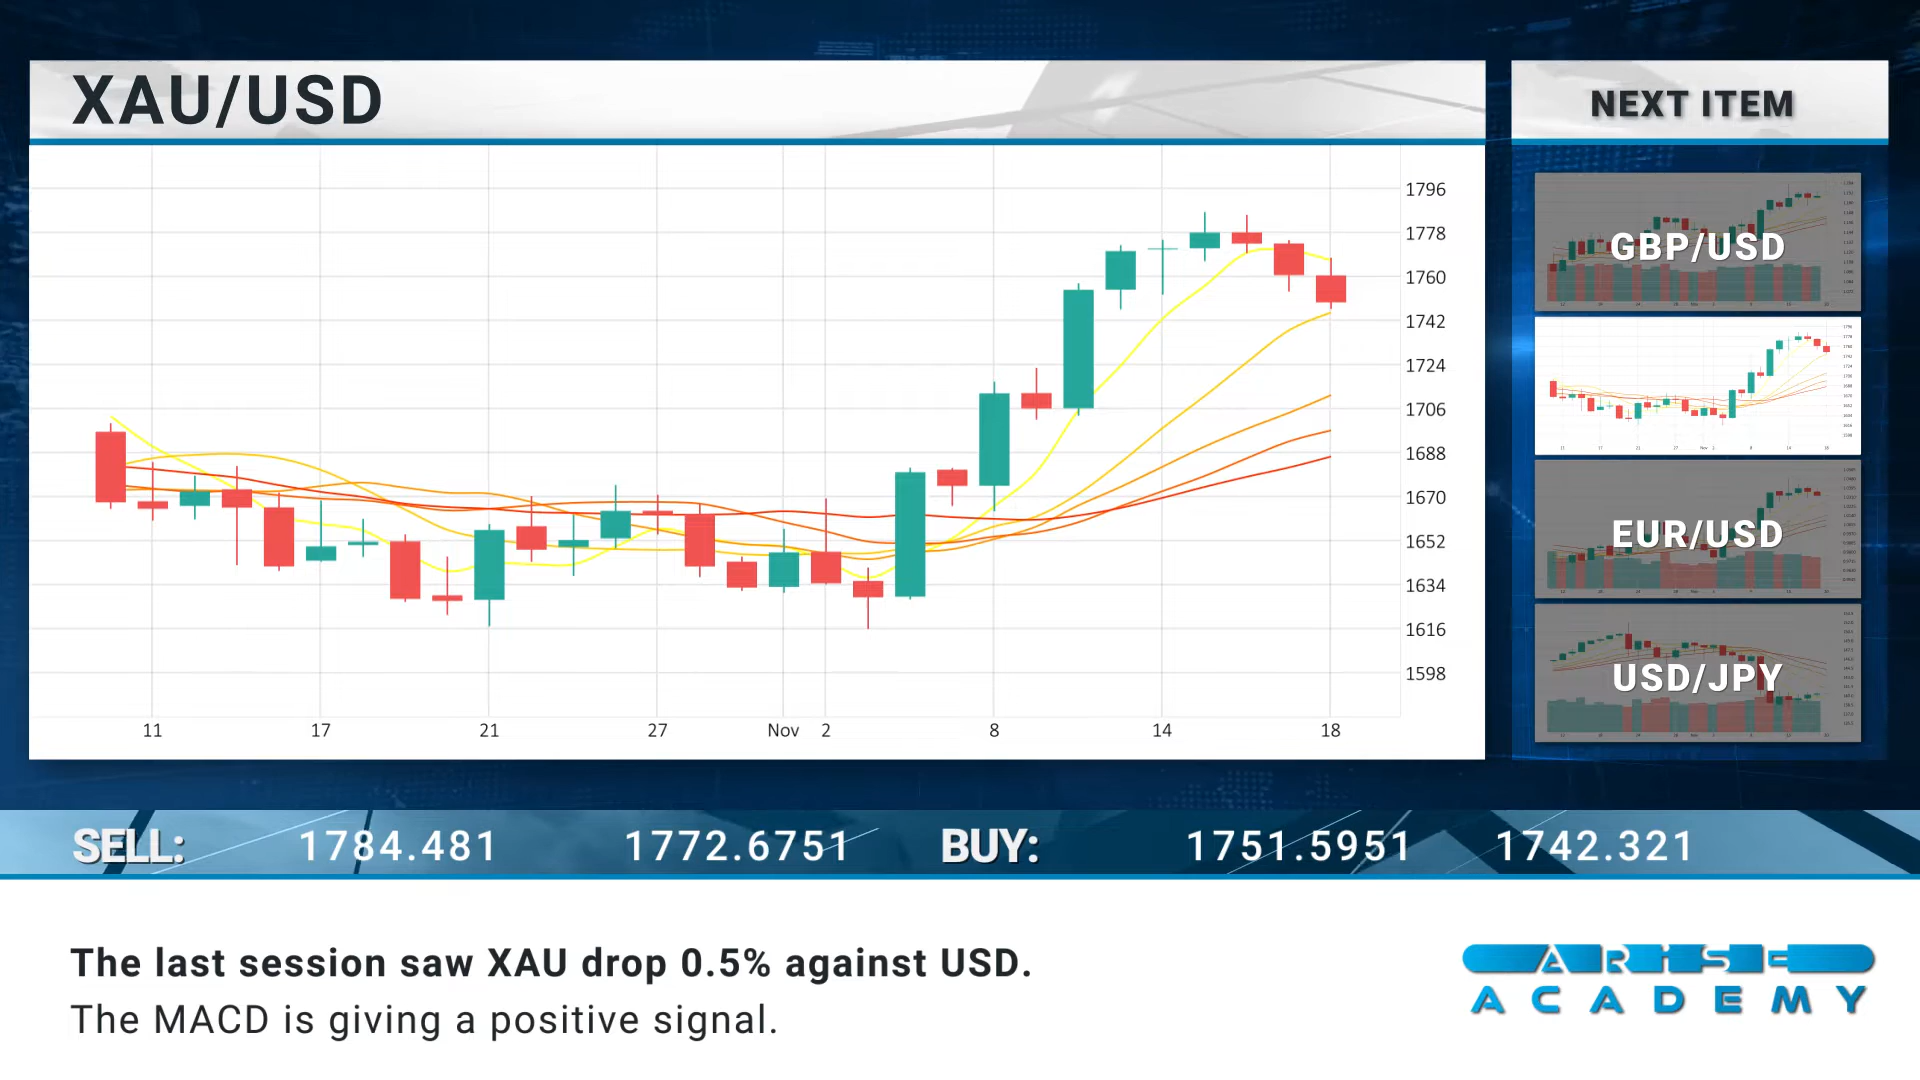 XAU/USD
NEXT ITEM
1796
1778
1760
1742
1724
1706
1688
1670
1652
1634
1616
1598
11 17 21 27 Nov 2 8 14 18
GBP/USD
EUR/USD
USD/JPY
SELL: 1784.481 1772.6751 BUY: 1751.5951 1742.321
The last session saw XAU drop 0.5% against USD.
The MACD is giving a positive signal.
ARISE
ACADEMY